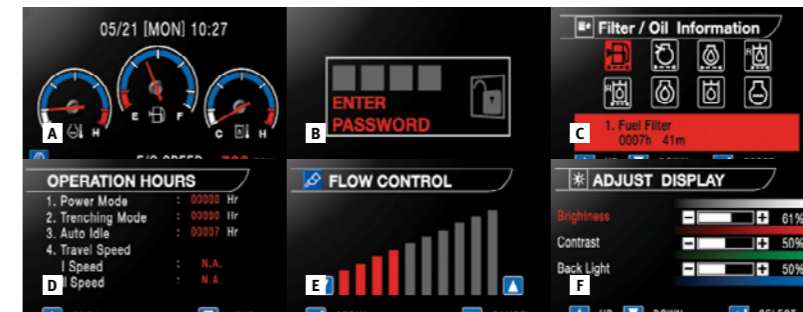 05/21 [MON] 10:27
E F
H
C H
A
ENTER
PASSWORD
B
Filter / Oil Information
R
R
1. Fuel Filter
0007h 41m
C
OPERATION HOURS
1. Power Mode : 00000 Hr
2. Trenching Mode : 00000 Hr
3. Auto Idle : 00007 Hr
4. Travel Speed
I Speed : N.A.
Speed : N.A.
D
FLOW CONTROL
E
ADJUST DISPLAY
Brightness 61%
Contrast 50%
Back Light 50%
F